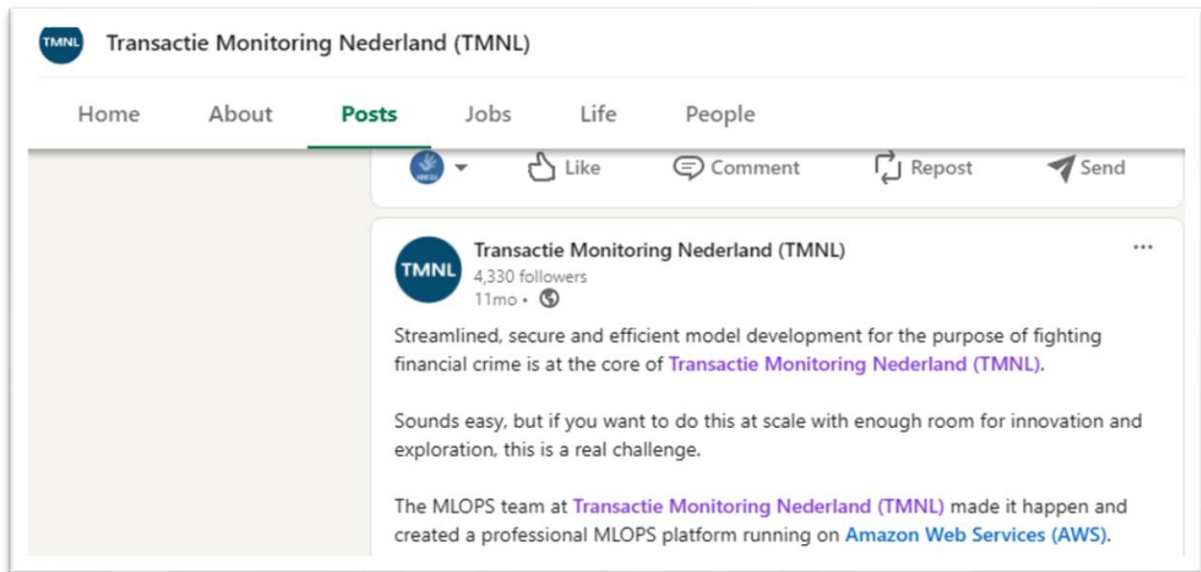 TMNL Transactie Monitoring Nederland (TMNL)
Home About Posts Jobs Life People
Like Comment Repost Send
TMNL
Transactie Monitoring Nederland (TMNL)
4,330 followers
11mo •
Streamlined, secure and efficient model development for the purpose of fighting
financial crime is at the core of Transactie Monitoring Nederland (TMNL).
Sounds easy, but if you want to do this at scale with enough room for innovation and
exploration, this is a real challenge.
The MLOPS team at Transactie Monitoring Nederland (TMNL) made it happen and
created a professional MLOPS platform running on Amazon Web Services (AWS).